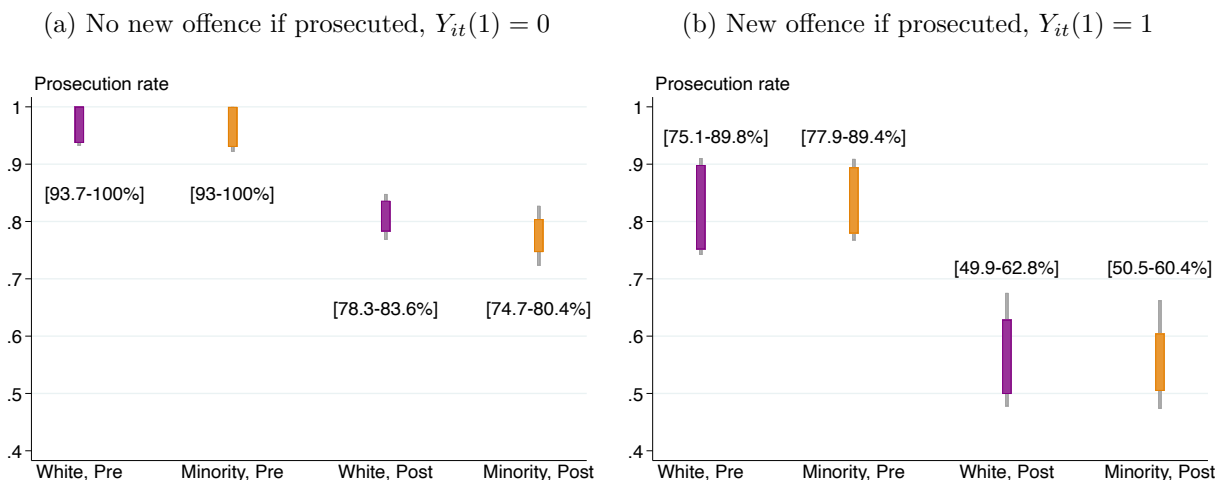 (a) No new offence if prosecuted, Y_{it}(1) = 0
Prosecution rate
1
.9
.8
.7
.6
.5
.4
[93.7-100%]
[93-100%]
[78.3-83.6%]
[74.7-80.4%]
White, Pre
Minority, Pre
White, Post
Minority, Post
(b) New offence if prosecuted, Y_{it}(1) = 1
Prosecution rate
1
.9
.8
.7
.6
.5
.4
[75.1-89.8%]
[77.9-89.4%]
[49.9-62.8%]
[50.5-60.4%]
White, Pre
Minority, Pre
White, Post
Minority, Post